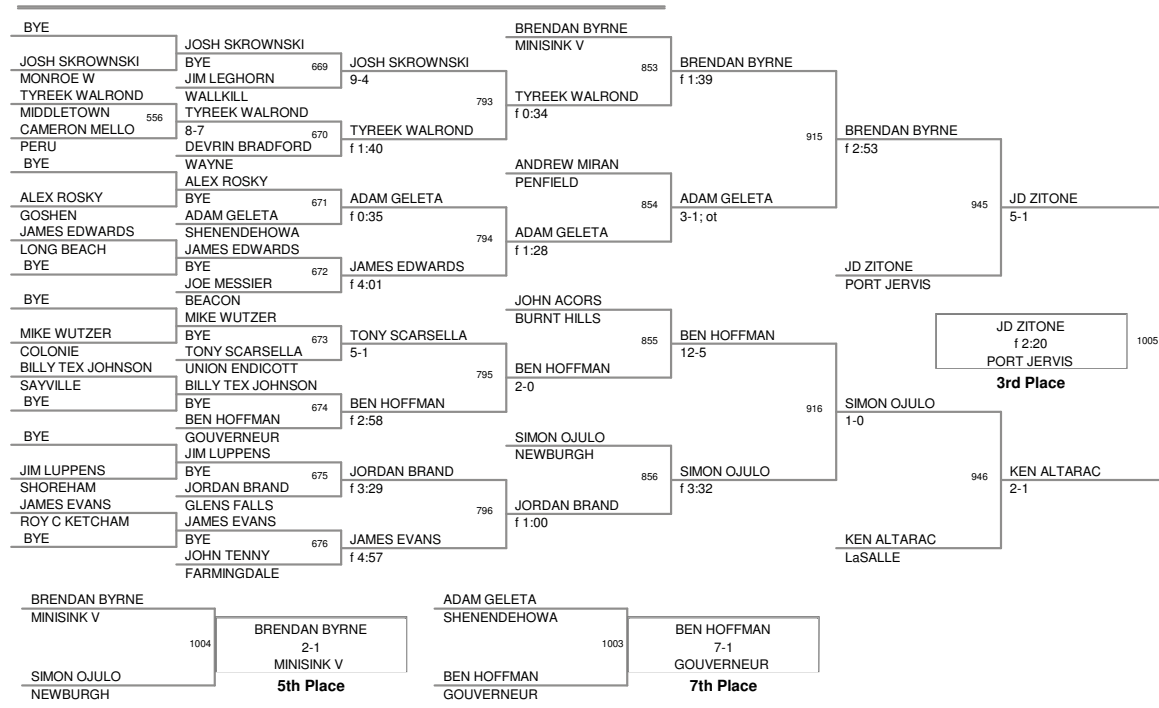 BYE
JOSH SKROWNSKI
MONROE W
TYREEK WALROND
MIDDLETOWN
556
CAMERON MELLO
PERU
BYE
ALEX ROSKY
GOSHEN
JAMES EDWARDS
LONG BEACH
BYE
BYE
MIKE WUTZER
COLONIE
BILLY TEX JOHNSON
SAYVILLE
BYE
BYE
JIM LUPPENS
SHOREHAM
JAMES EVANS
ROY C KETCHAM
BYE
JOSH SKROWNSKI
BYE
669
JIM LEGHORN
WALLKILL
TYREEK WALROND
8-7
670
DEVRIN BRADFORD
WAYNE
ALEX ROSKY
BYE
671
ADAM GELETA
SHENENDEHOWA
JAMES EDWARDS
BYE
672
JOE MESSIER
BEACON
MIKE WUTZER
BYE
673
TONY SCARSELLA
UNION ENDICOTT
BILLY TEX JOHNSON
BYE
674
BEN HOFFMAN
GOUVERNEUR
JIM LUPPENS
BYE
675
JORDAN BRAND
GLENS FALLS
JAMES EVANS
BYE
676
JOHN TENNY
FARMINGDALE
JOSH SKROWNSKI
9-4
793
TYREEK WALROND
f 1:40
ADAM GELETA
f 0:35
794
JAMES EDWARDS
f 4:01
TONY SCARSELLA
5-1
795
BEN HOFFMAN
f 2:58
JORDAN BRAND
f 3:29
796
JAMES EVANS
f 4:57
BRENDAN BYRNE
MINISINK V
853
TYREEK WALROND
f 0:34
ANDREW MIRAN
PENFIELD
854
ADAM GELETA
f 1:28
JOHN ACORS
BURNT HILLS
855
BEN HOFFMAN
2-0
SIMON OJULO
NEWBURGH
856
JORDAN BRAND
f 1:00
BRENDAN BYRNE
f 1:39
915
ADAM GELETA
3-1; ot
BEN HOFFMAN
12-5
916
SIMON OJULO
f 3:32
BRENDAN BYRNE
f 2:53
945
JD ZITONE
PORT JERVIS
SIMON OJULO
1-0
946
KEN ALTARAC
LaSALLE
JD ZITONE
5-1
JD ZITONE
f 2:20
1005
PORT JERVIS
3rd Place
KEN ALTARAC
2-1
BRENDAN BYRNE
MINISINK V
1004
SIMON OJULO
NEWBURGH
BRENDAN BYRNE
2-1
MINISINK V
5th Place
ADAM GELETA
SHENENDEHOWA
1003
BEN HOFFMAN
GOUVERNEUR
BEN HOFFMAN
7-1
GOUVERNEUR
7th Place